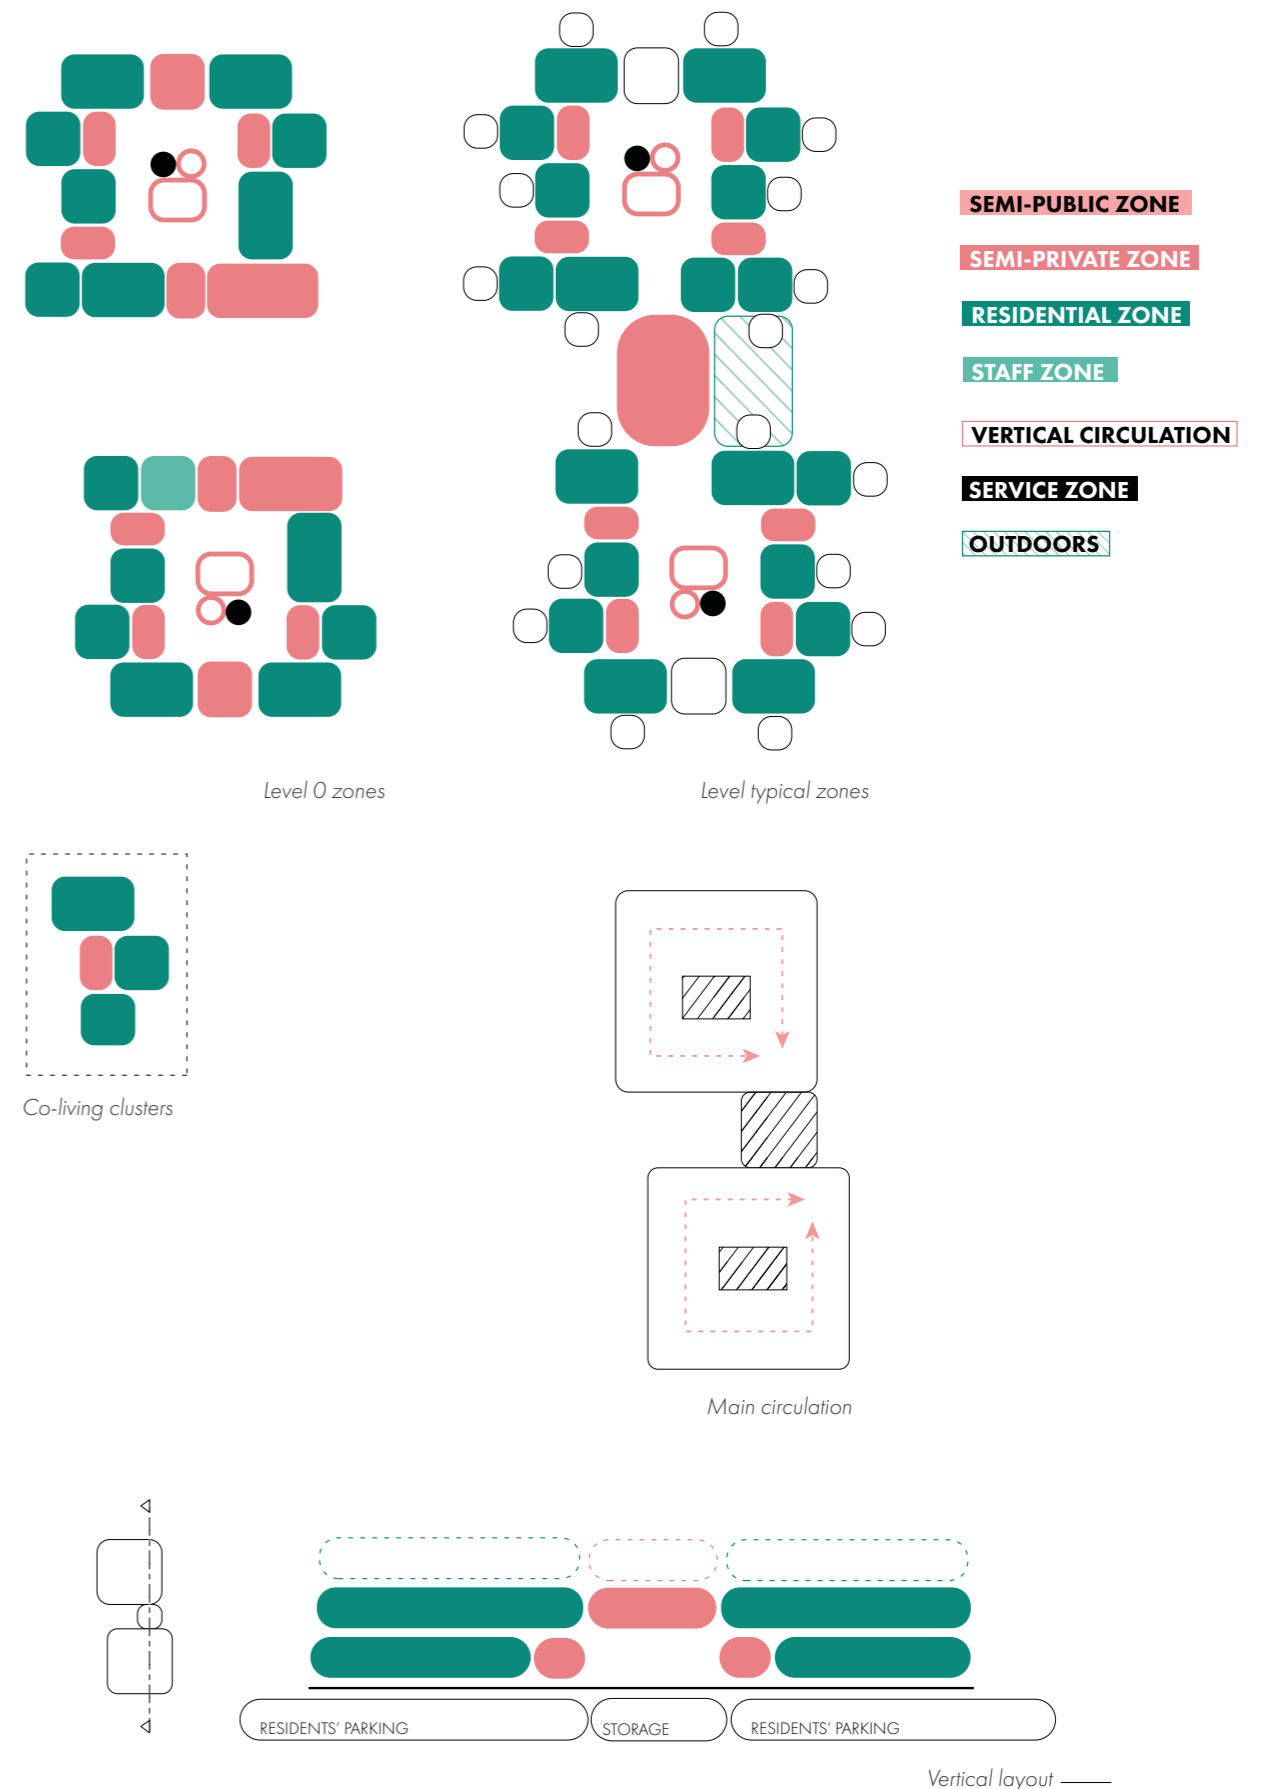 SEMI-PUBLIC ZONE
SEMI-PRIVATE ZONE
RESIDENTIAL ZONE
STAFF ZONE
VERTICAL CIRCULATION
SERVICE ZONE
OUTDOORS
Level 0 zones
Level typical zones
Co-living clusters
Main circulation
RESIDENTS' PARKING
STORAGE
RESIDENTS' PARKING
Vertical layout